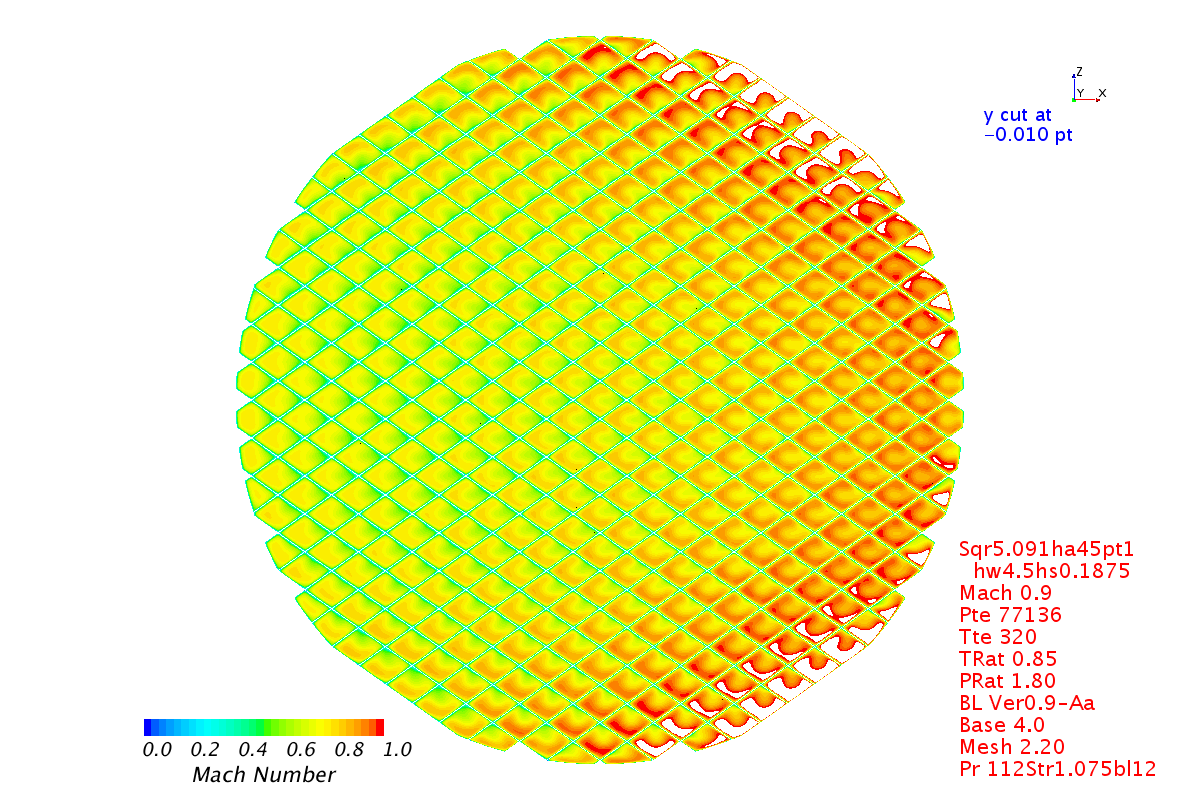 Z
Y X
y cut at
−0.010 pt
Sqr5.091ha45pt1
hw4.5hs0.1875
Mach 0.9
Pte 77136
Tte 320
TRat 0.85
PRat 1.80
BL Ver0.9−Aa
Base 4.0
Mesh 2.20
Pr 112Str1.075bl12
0.0 0.2 0.4 0.6 0.8 1.0
Mach Number